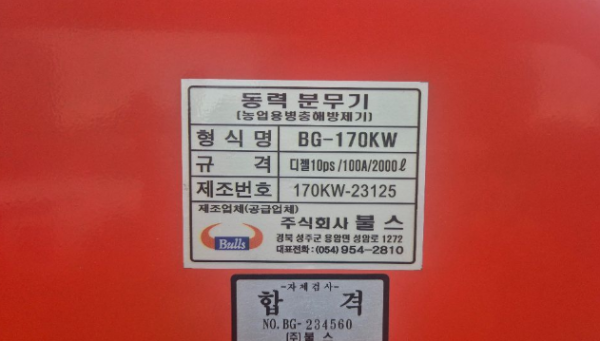 동력 분무기
(농업용병충해방제기)
형식명 BG-170KW
규격 디젤10ps/100A/2000ℓ
제조번호 170KW-23125
제조업체(공급업체)
주식회사 불스
Bulls
경북 성주군 용암면 성암로 1272
대표전화:(054)954-2810
-자체검사-
합격
NO. BG-234560
(주)불스